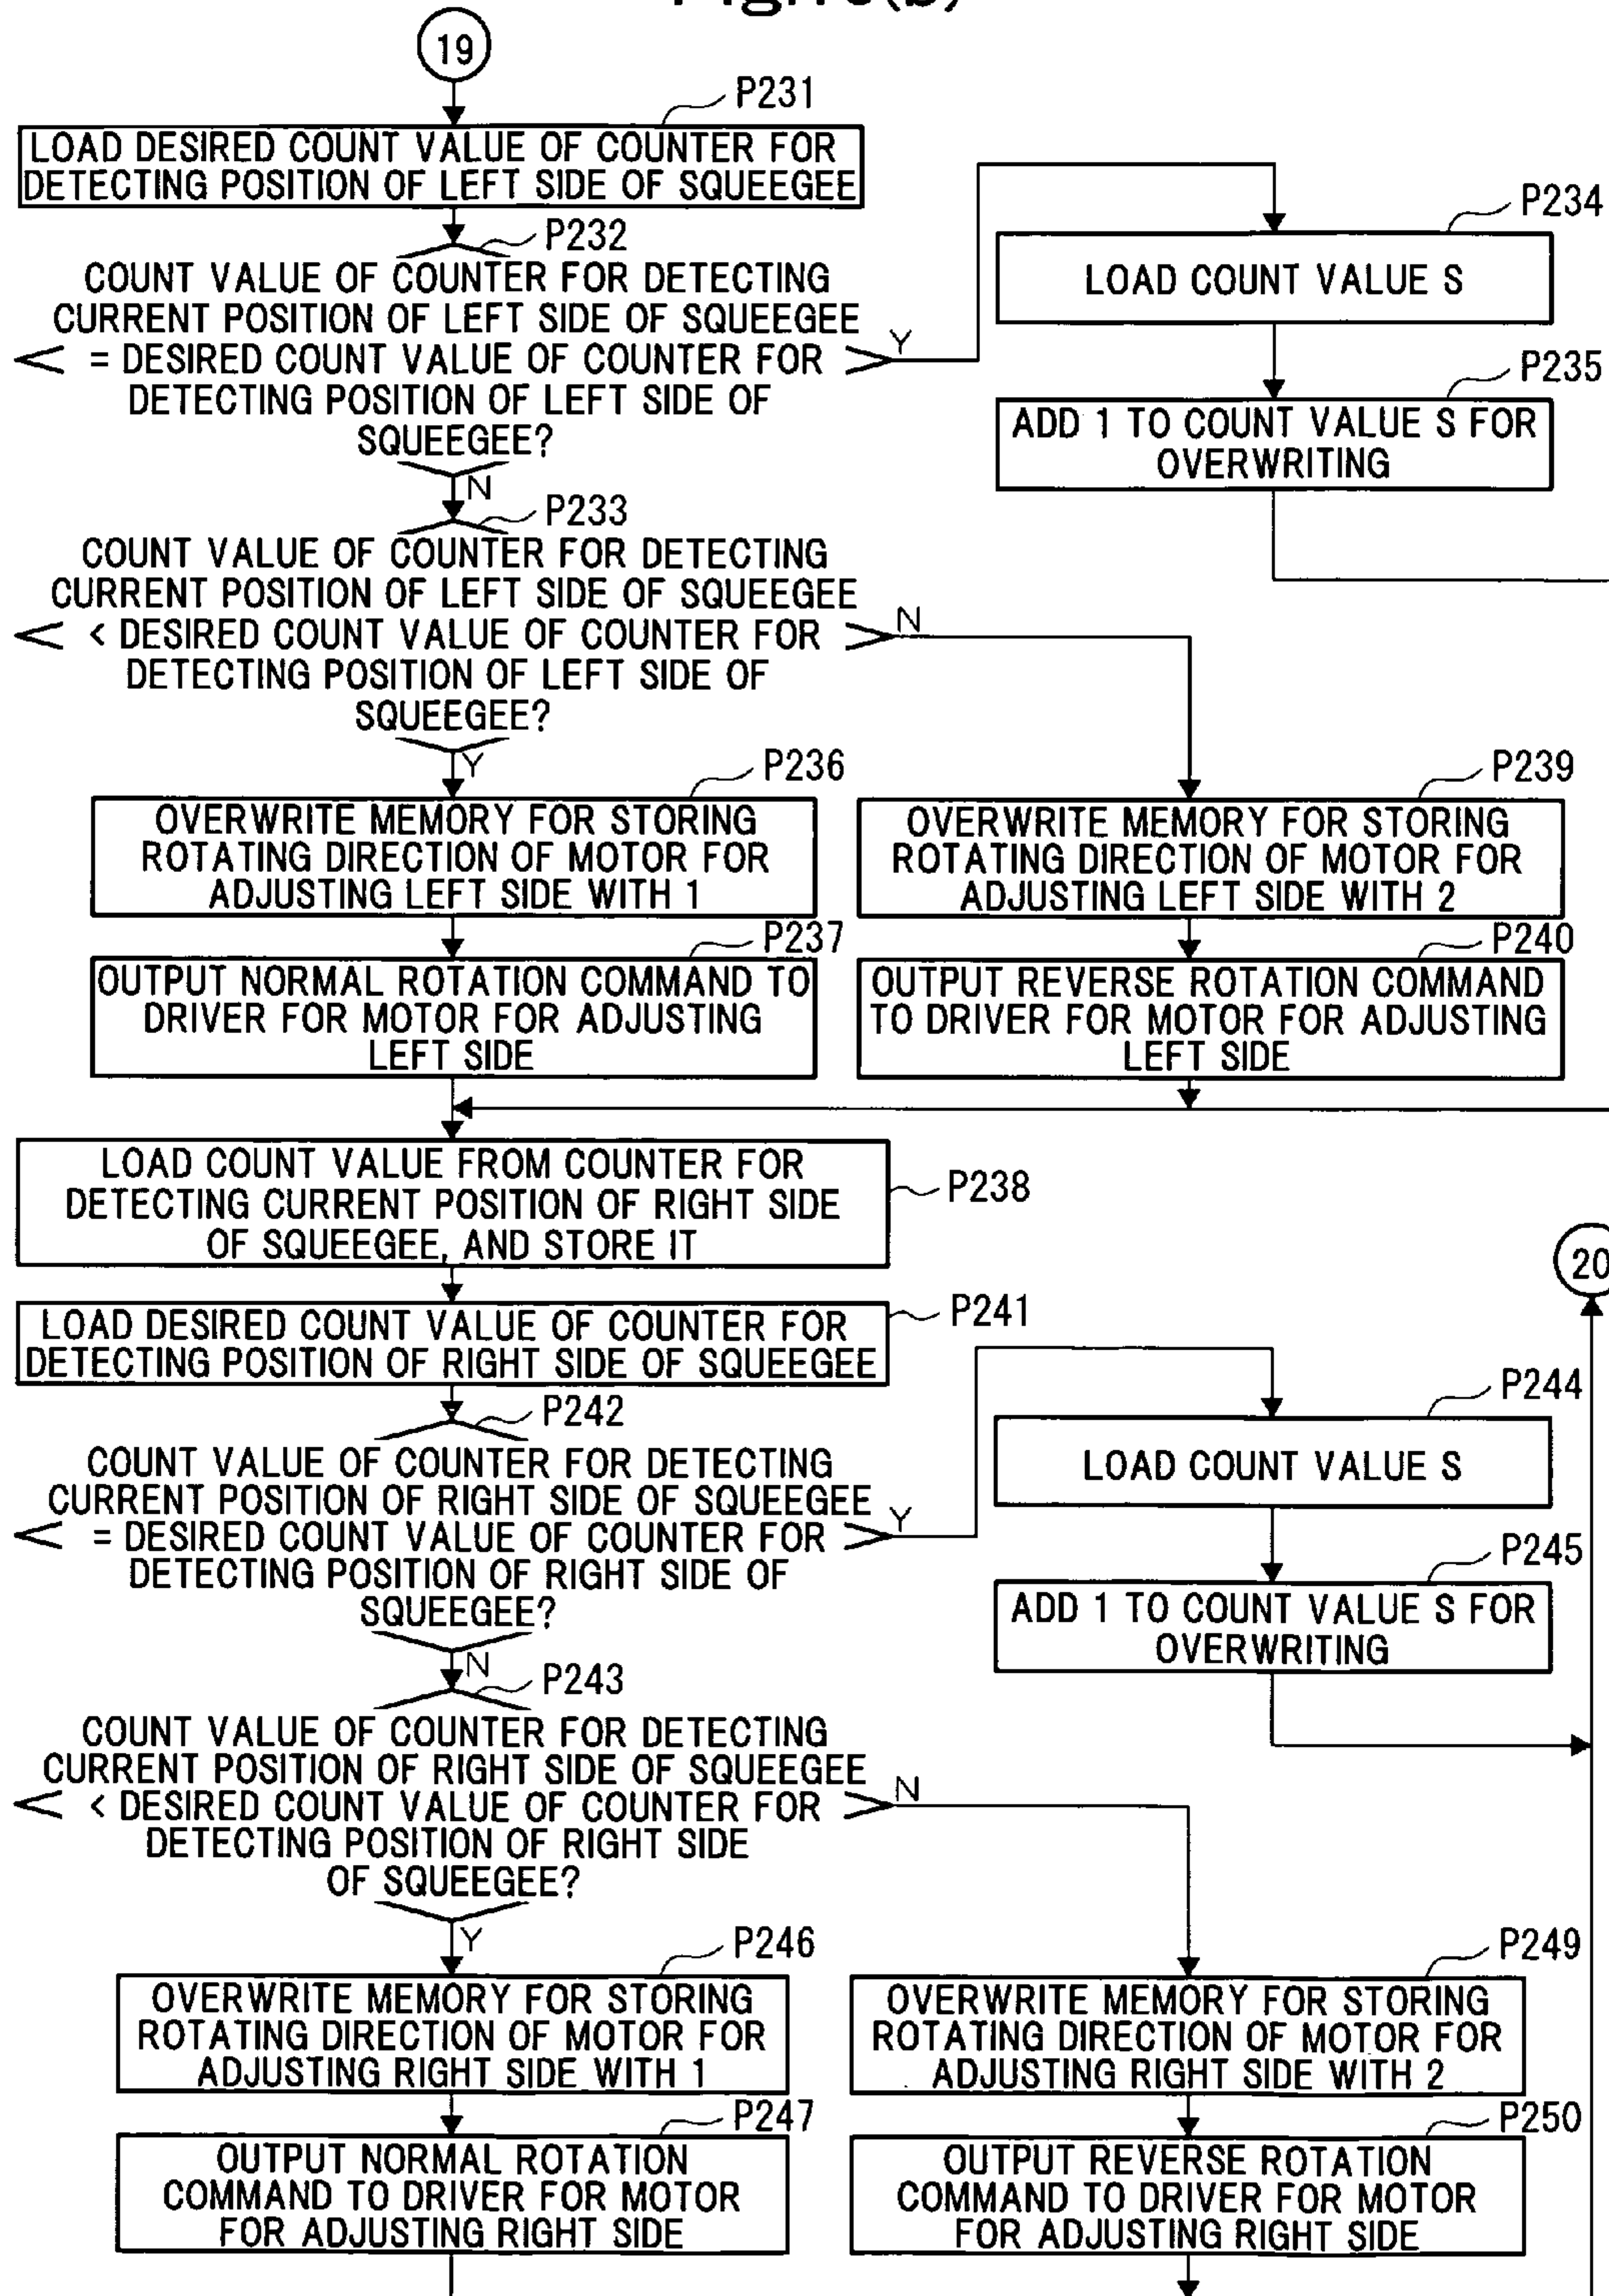 19
P231
LOAD DESIRED COUNT VALUE OF COUNTER FOR
DETECTING POSITION OF LEFT SIDE OF SQUEEGEE
P232
COUNT VALUE OF COUNTER FOR DETECTING
CURRENT POSITION OF LEFT SIDE OF SQUEEGEE
= DESIRED COUNT VALUE OF COUNTER FOR
DETECTING POSITION OF LEFT SIDE OF
SQUEEGEE?
Y
N
P234
LOAD COUNT VALUE S
P235
ADD 1 TO COUNT VALUE S FOR
OVERWRITING
P233
COUNT VALUE OF COUNTER FOR DETECTING
CURRENT POSITION OF LEFT SIDE OF SQUEEGEE
< DESIRED COUNT VALUE OF COUNTER FOR
DETECTING POSITION OF LEFT SIDE OF
SQUEEGEE?
N
Y
P236
OVERWRITE MEMORY FOR STORING
ROTATING DIRECTION OF MOTOR FOR
ADJUSTING LEFT SIDE WITH 1
P237
OUTPUT NORMAL ROTATION COMMAND TO
DRIVER FOR MOTOR FOR ADJUSTING
LEFT SIDE
P239
OVERWRITE MEMORY FOR STORING
ROTATING DIRECTION OF MOTOR FOR
ADJUSTING LEFT SIDE WITH 2
P240
OUTPUT REVERSE ROTATION COMMAND
TO DRIVER FOR MOTOR FOR ADJUSTING
LEFT SIDE
P238
LOAD COUNT VALUE FROM COUNTER FOR
DETECTING CURRENT POSITION OF RIGHT SIDE
OF SQUEEGEE, AND STORE IT
20
P241
LOAD DESIRED COUNT VALUE OF COUNTER FOR
DETECTING POSITION OF RIGHT SIDE OF SQUEEGEE
P242
COUNT VALUE OF COUNTER FOR DETECTING
CURRENT POSITION OF RIGHT SIDE OF SQUEEGEE
= DESIRED COUNT VALUE OF COUNTER FOR
DETECTING POSITION OF RIGHT SIDE OF
SQUEEGEE?
Y
N
P244
LOAD COUNT VALUE S
P245
ADD 1 TO COUNT VALUE S FOR
OVERWRITING
P243
COUNT VALUE OF COUNTER FOR DETECTING
CURRENT POSITION OF RIGHT SIDE OF SQUEEGEE
< DESIRED COUNT VALUE OF COUNTER FOR
DETECTING POSITION OF RIGHT SIDE
OF SQUEEGEE?
N
Y
P246
OVERWRITE MEMORY FOR STORING
ROTATING DIRECTION OF MOTOR FOR
ADJUSTING RIGHT SIDE WITH 1
P247
OUTPUT NORMAL ROTATION
COMMAND TO DRIVER FOR MOTOR
FOR ADJUSTING RIGHT SIDE
P249
OVERWRITE MEMORY FOR STORING
ROTATING DIRECTION OF MOTOR FOR
ADJUSTING RIGHT SIDE WITH 2
P250
OUTPUT REVERSE ROTATION
COMMAND TO DRIVER FOR MOTOR
FOR ADJUSTING RIGHT SIDE